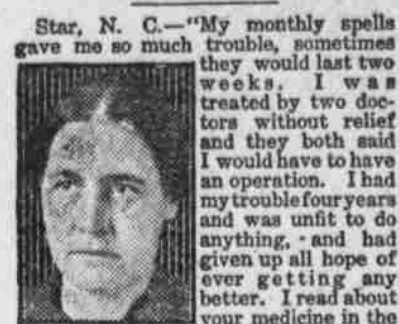 Star, N. C.—"My monthly spells
gave me so much trouble, sometimes
they would last two
weeks. I was
treated by two doc-
tors without relief
and they both said
I would have to have
an operation. I had
my trouble four years
and was unfit to do
anything, and had
given up all hope of
ever getting any
better. I read about
your medicine in the